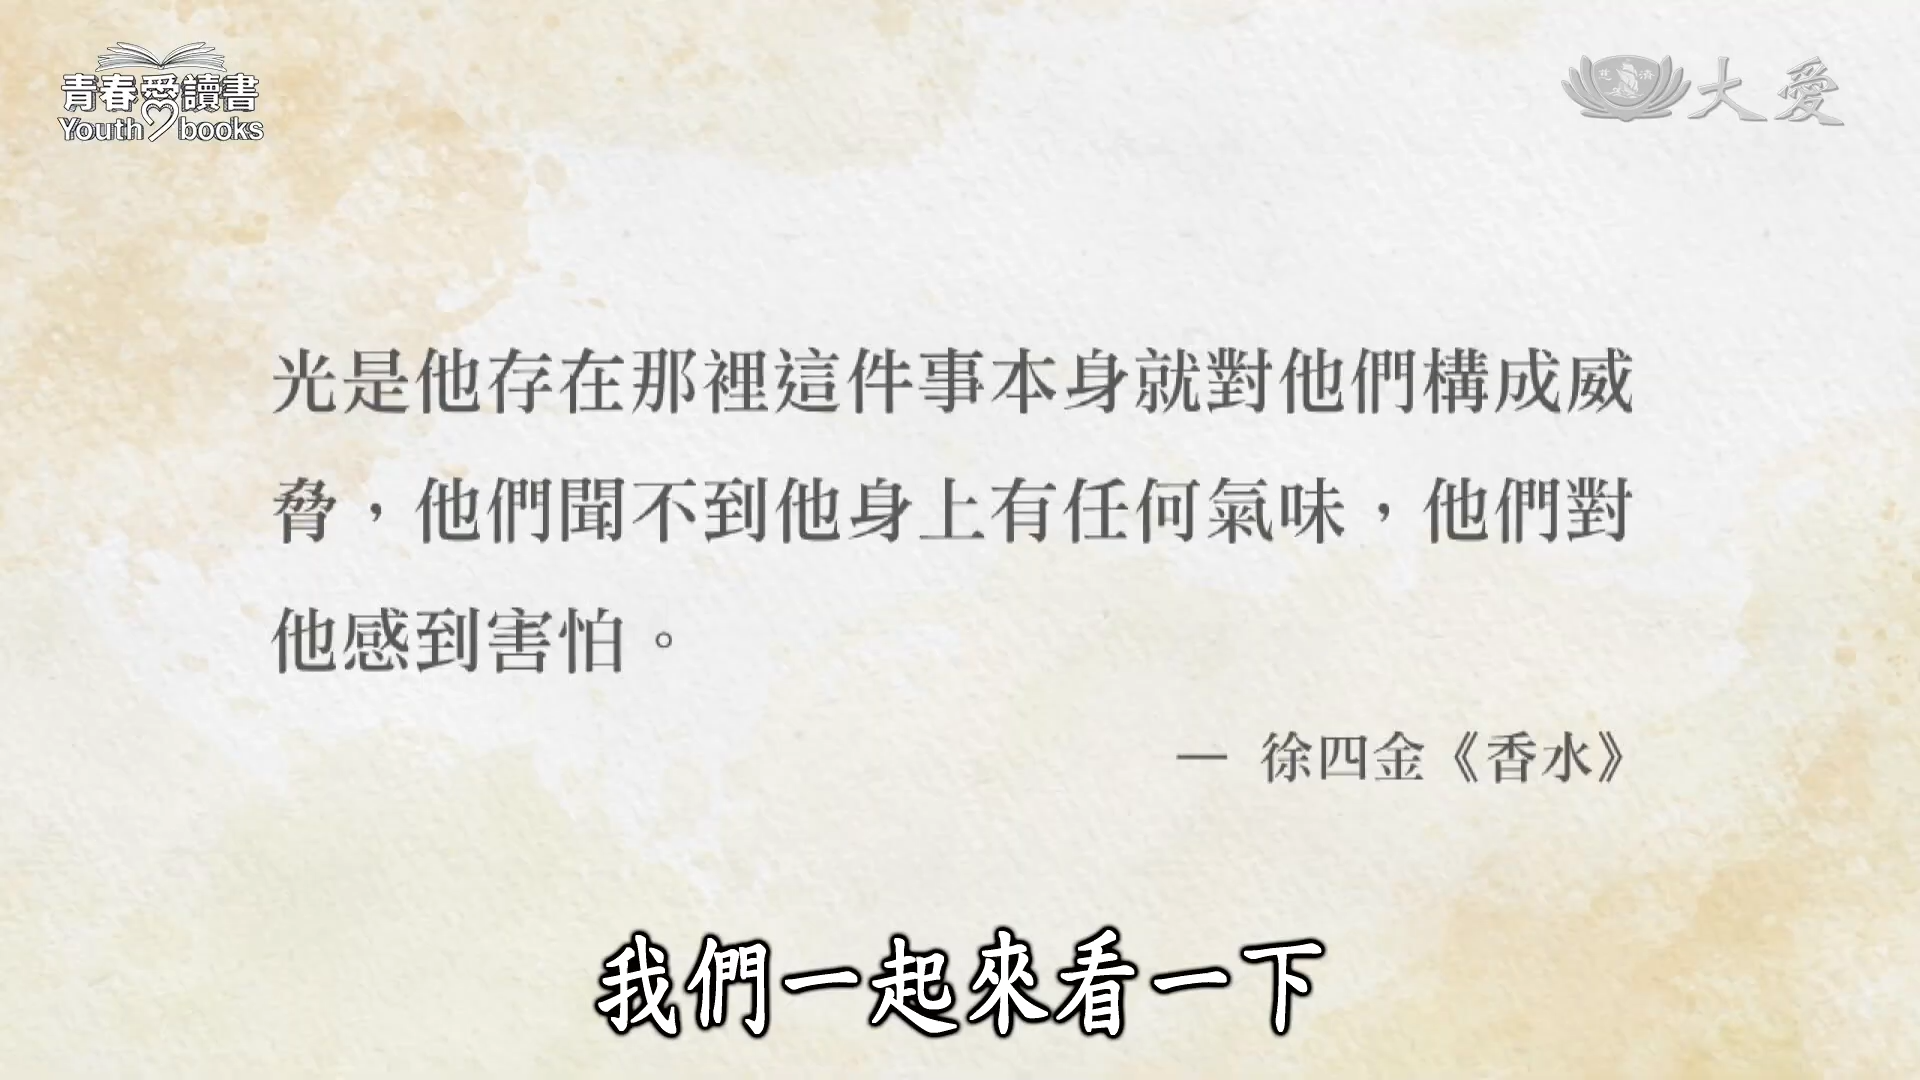 青春愛讀書
Youth books
慈濟
大愛
光是他存在那裡這件事本身就對他們構成威
脅，他們聞不到他身上有任何氣味，他們對
他感到害怕。
— 徐四金《香水》
我們一起來看一下